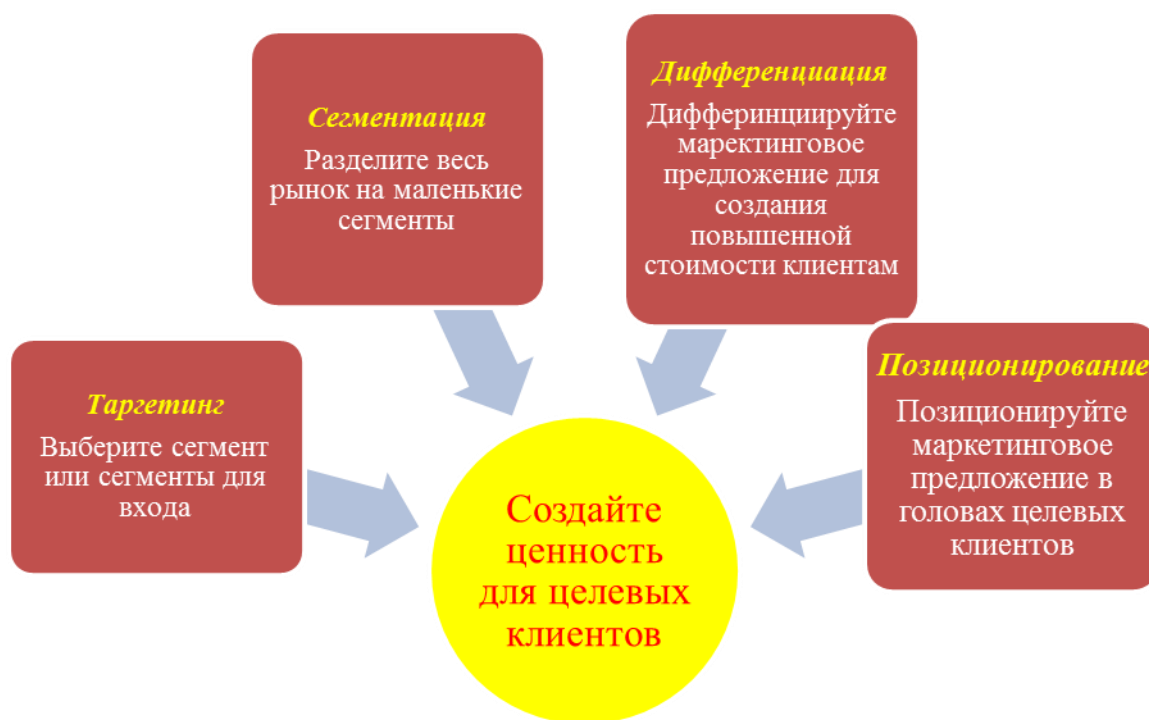 Сегментация
Разделите весь
рынок на маленькие
сегменты
Дифференциация
Дифферинциируйте
маректинговое
предложение для
создания
повышенной
стоимости клиентам
Таргетинг
Выберите сегмент
или сегменты для
входа
Позиционирование
Позиционируйте
маркетинговое
предложение в
головах целевых
клиентов
Создайте
ценность
для целевых
клиентов